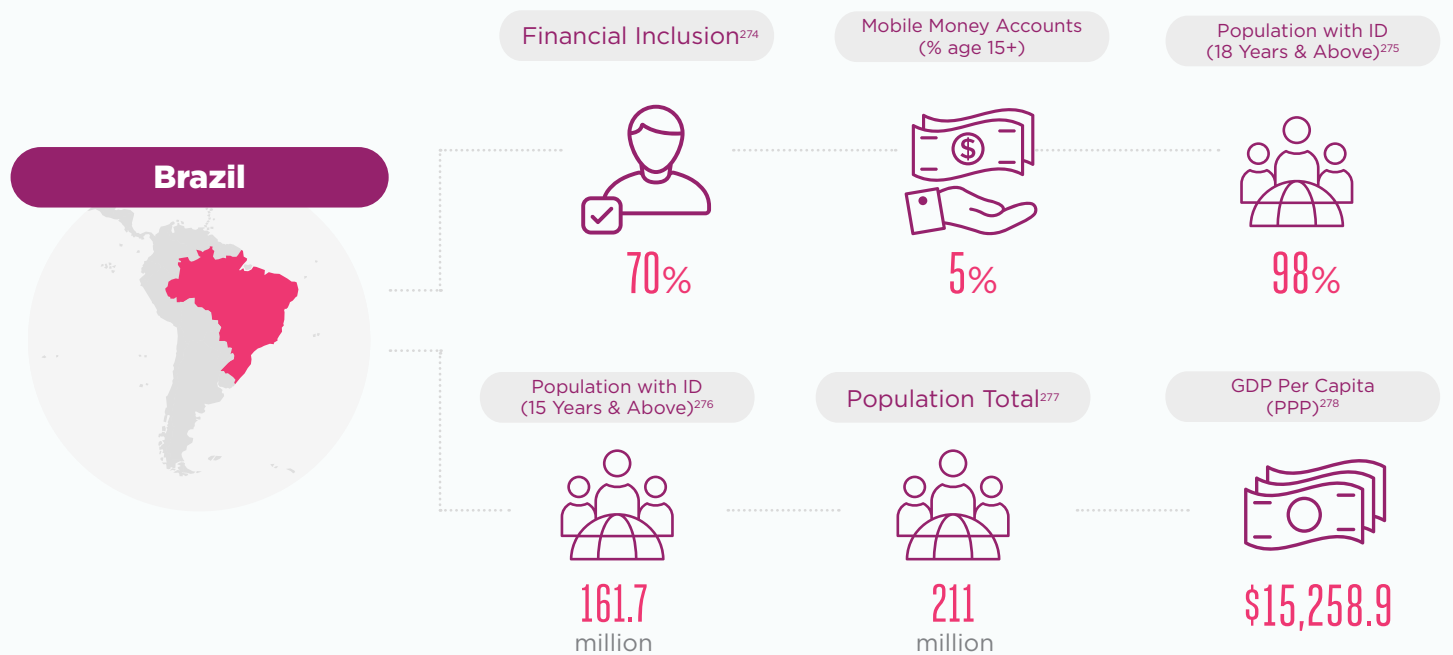 Brazil
Financial Inclusion274
Mobile Money Accounts
(% age 15+)
Population with ID
(18 Years & Above)275
$
70%
5%
98%
Population with ID
(15 Years & Above)276
Population Total277
GDP Per Capita
(PPP)278
161.7
million
211
million
$15,258.9